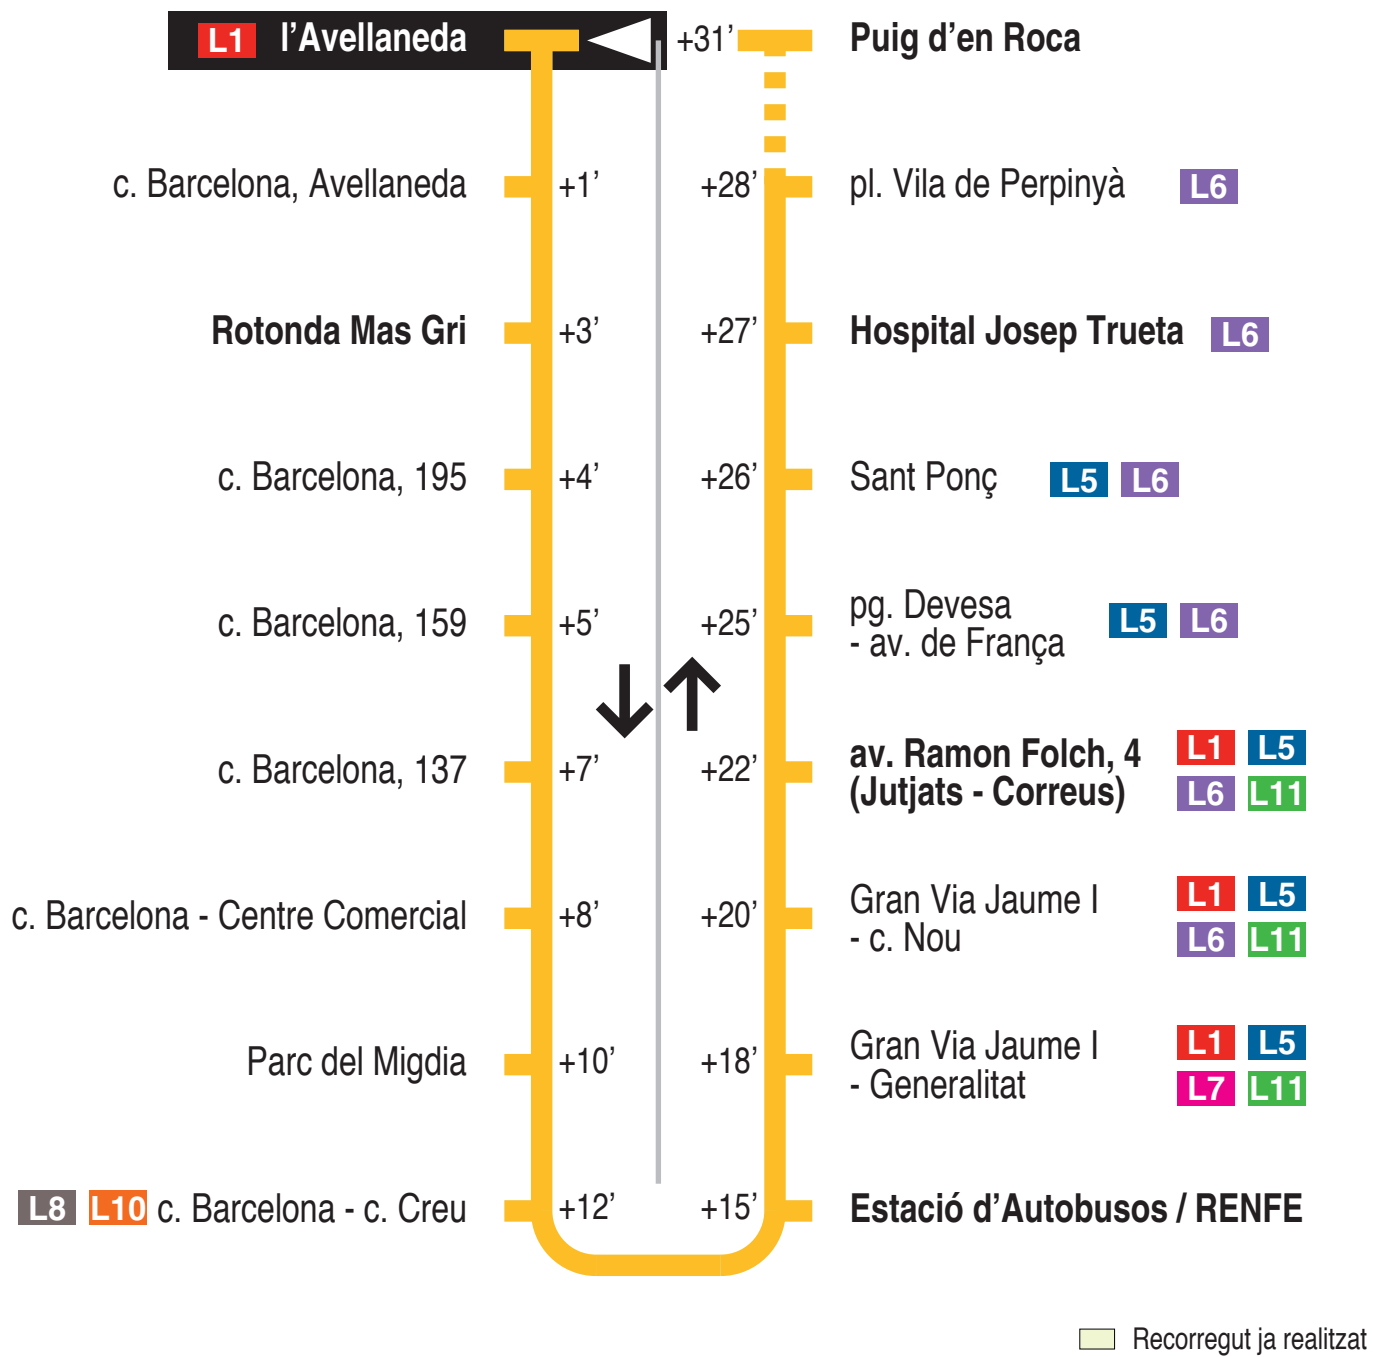 L1 l’Avellaneda
c. Barcelona, Avellaneda +1’
Rotonda Mas Gri +3’
c. Barcelona, 195 +4’
c. Barcelona, 159 +5’
c. Barcelona, 137 +7’
c. Barcelona - Centre Comercial +8’
Parc del Migdia +10’
L8 L10 c. Barcelona - c. Creu +12’
+31’ Puig d’en Roca
+28’ pl. Vila de Perpinyà L6
+27’ Hospital Josep Trueta L6
+26’ Sant Ponç L5 L6
+25’ pg. Devesa
- av. de França L5 L6
+22’ av. Ramon Folch, 4 L1 L5
(Jutjats - Correus) L6 L11
+20’ Gran Via Jaume I L1 L5
- c. Nou L6 L11
+18’ Gran Via Jaume I L1 L5
- Generalitat L7 L11
+15’ Estació d’Autobusos / RENFE
Recorregut ja realitzat